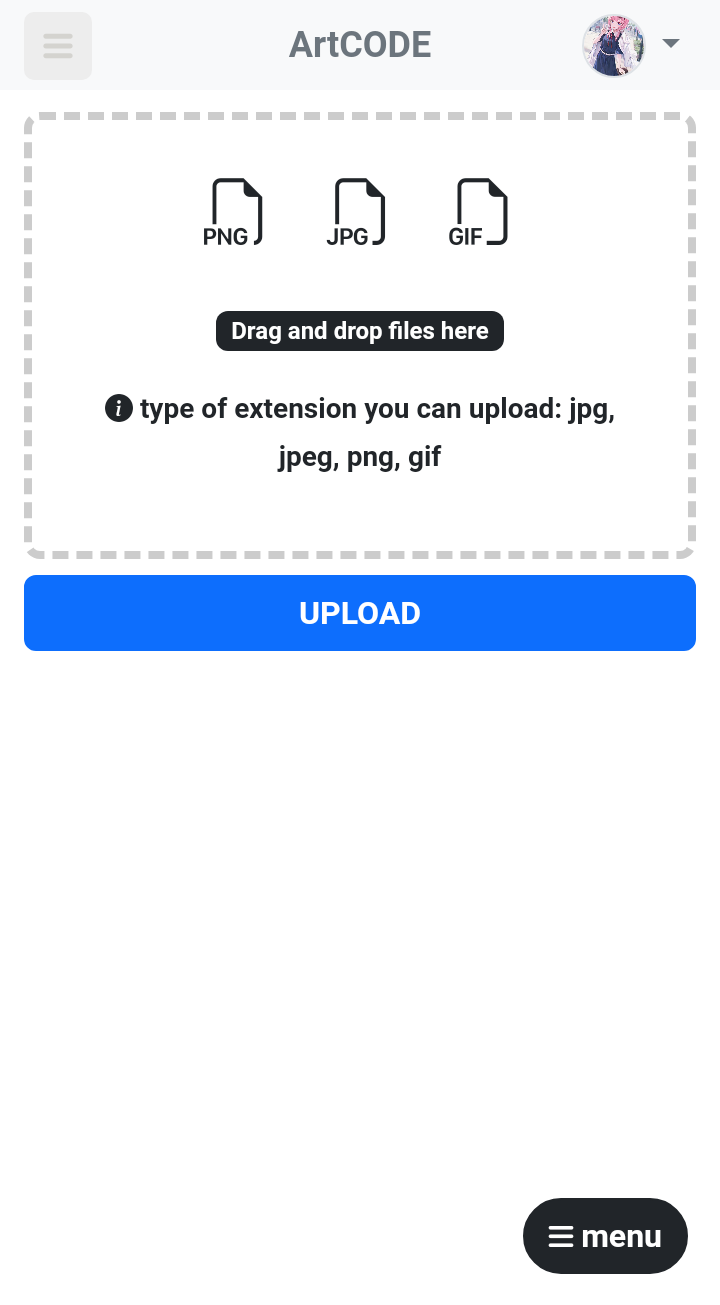 ArtCODE
PNG JPG GIF
Drag and drop files here
type of extension you can upload: jpg,
jpeg, png, gif
UPLOAD
menu